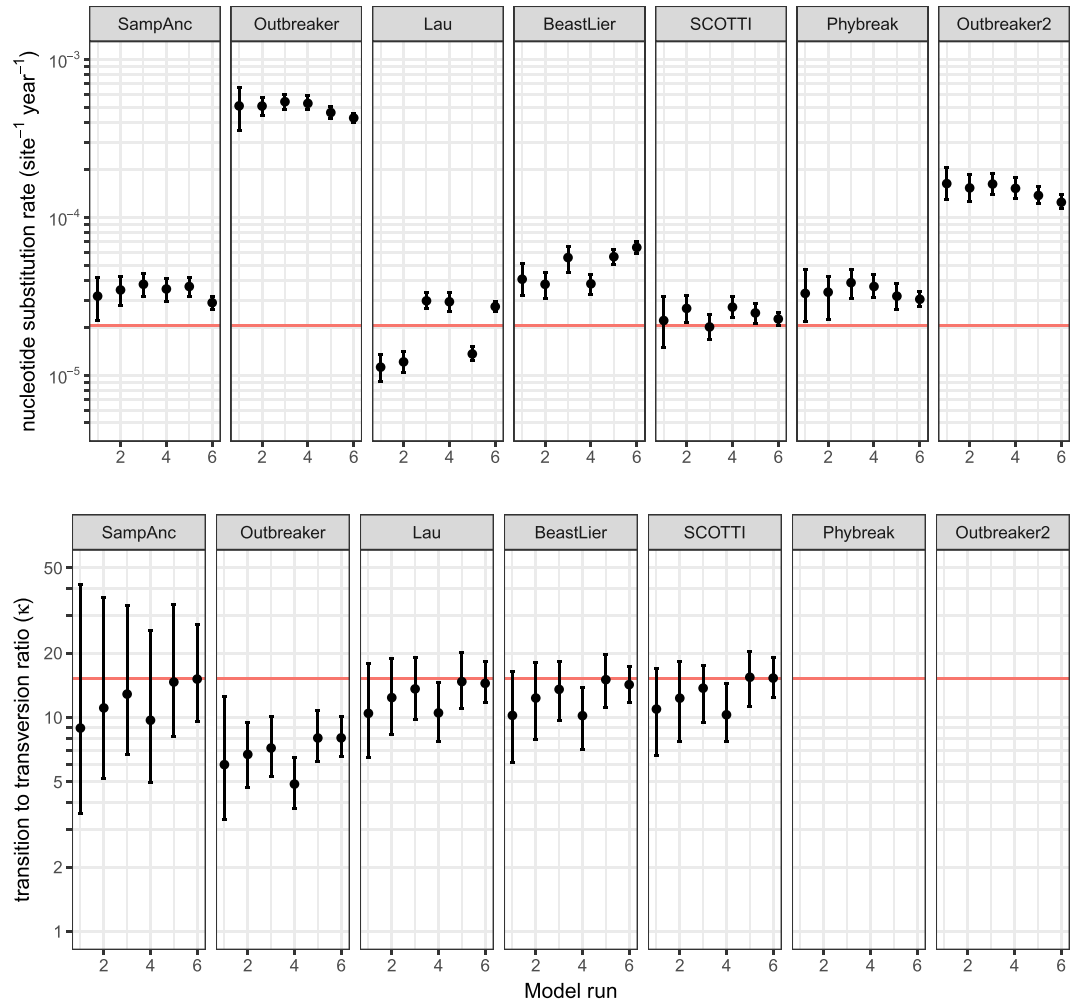 SampAnc Outbreaker Lau BeastLier SCOTTI Phybreak Outbreaker2
nucleotide substitution rate (site⁻¹ year⁻¹)
10⁻³
10⁻⁴
10⁻⁵
2 4 6 2 4 6 2 4 6 2 4 6 2 4 6 2 4 6 2 4 6
SampAnc Outbreaker Lau BeastLier SCOTTI Phybreak Outbreaker2
transition to transversion ratio (κ)
50
20
10
5
2
1
2 4 6 2 4 6 2 4 6 2 4 6 2 4 6 2 4 6 2 4 6
Model run